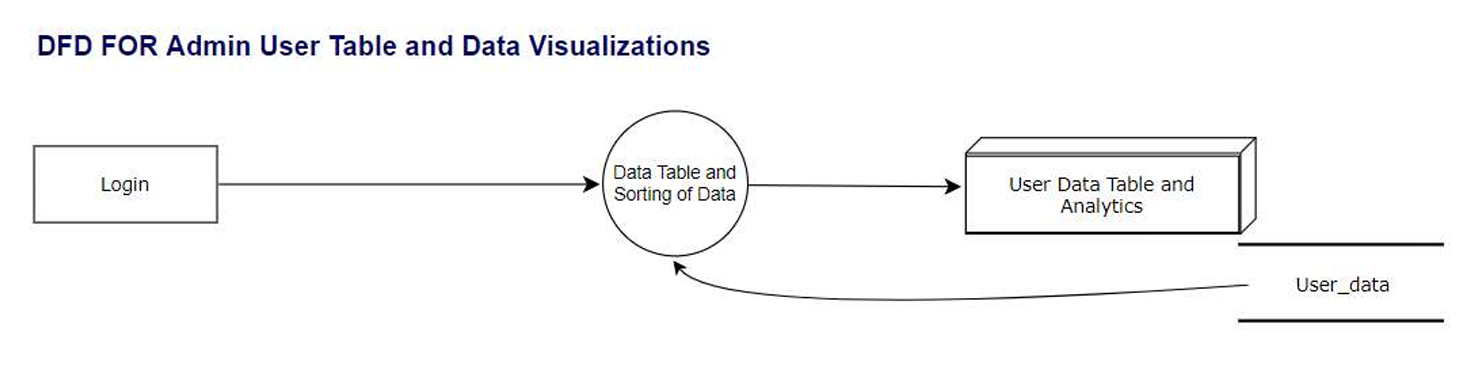 DFD FOR Admin User Table and Data Visualizations
Login
Data Table and
Sorting of Data
User Data Table and
Analytics
User_data